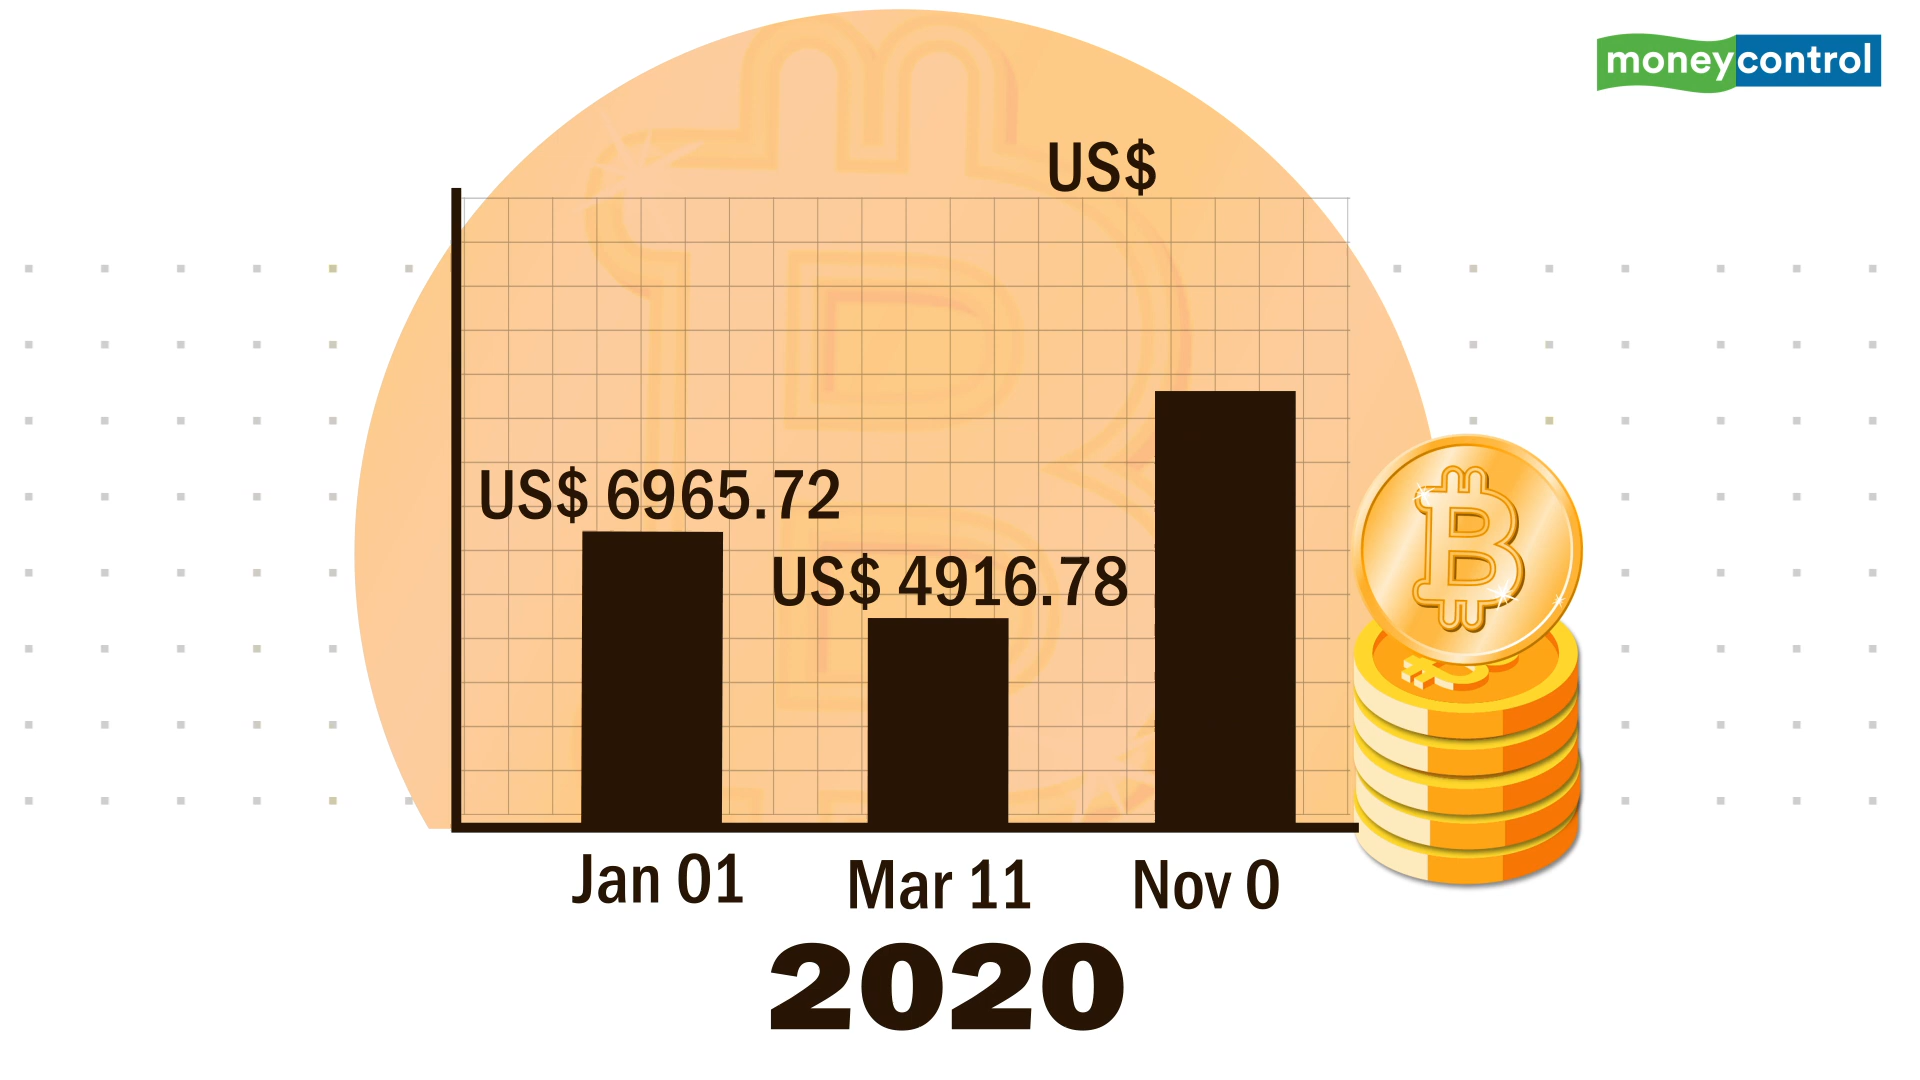 moneycontrol
US$
US$ 6965.72
US$ 4916.78
Jan 01
Mar 11
Nov 0
2020